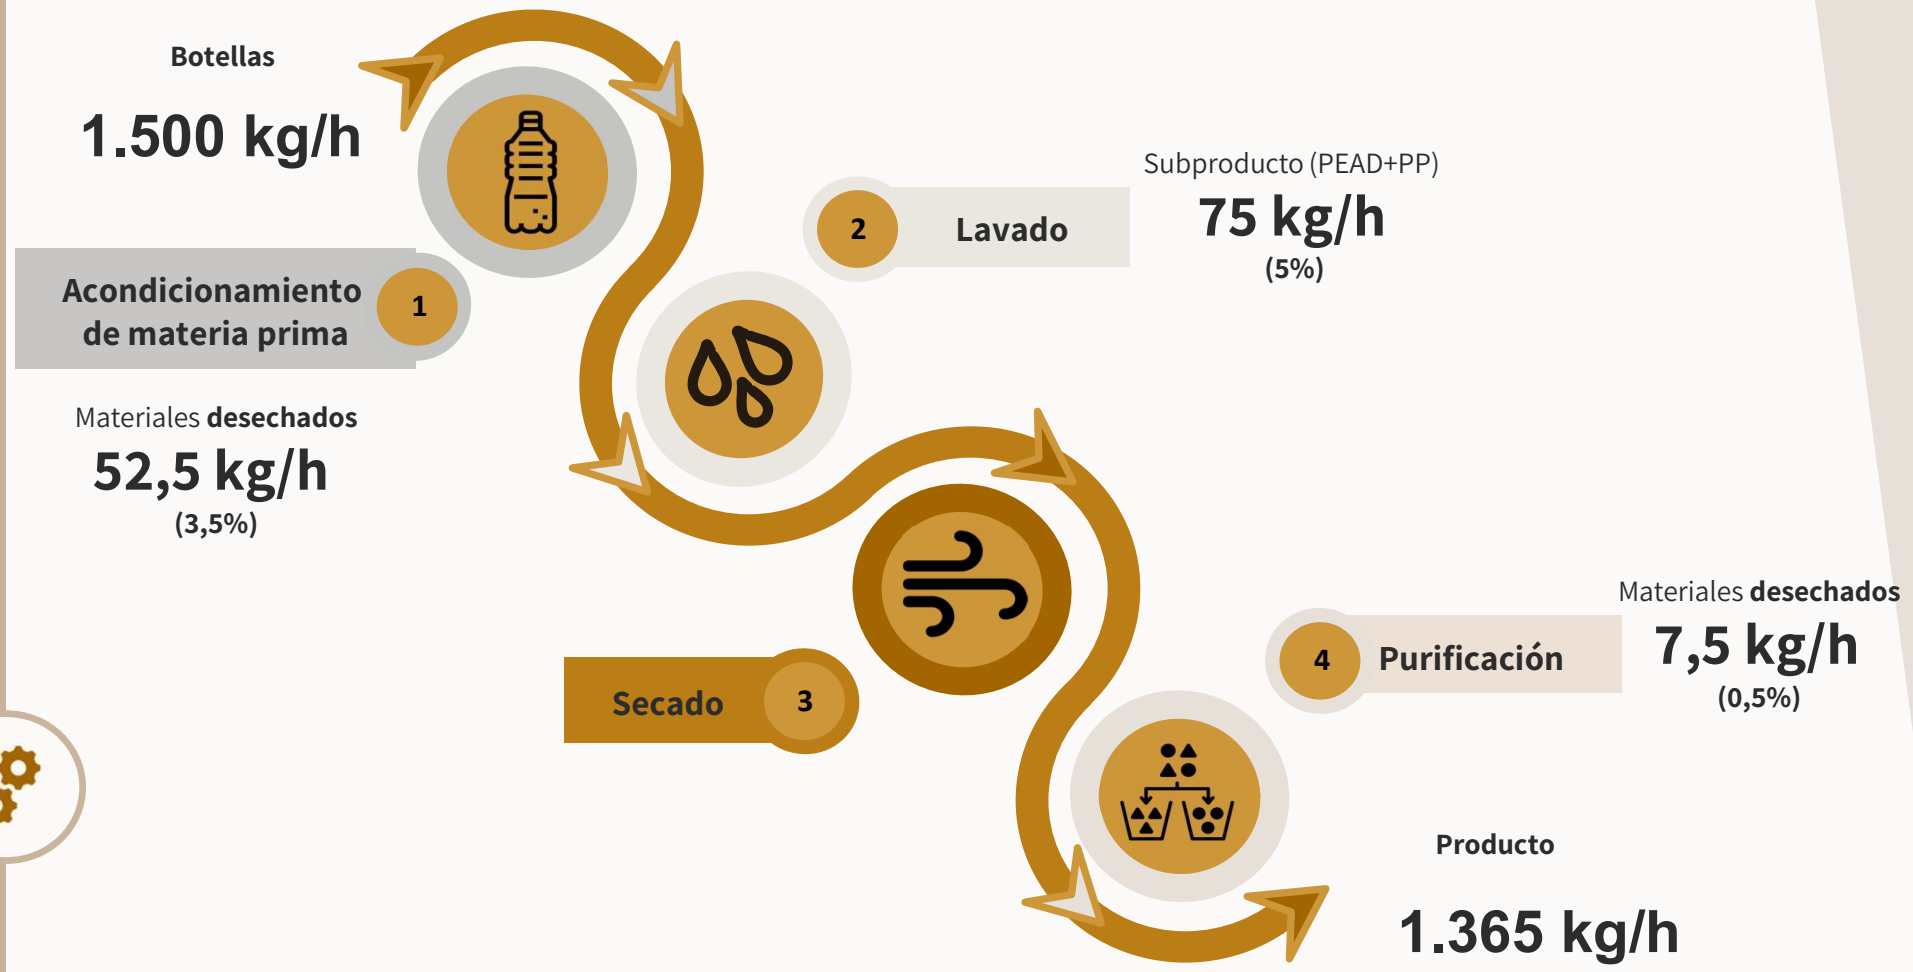 Botellas
1.500 kg/h
Acondicionamiento
de materia prima
1
Materiales desechados
52,5 kg/h
(3,5%)
2
Lavado
Subproducto (PEAD+PP)
75 kg/h
(5%)
Secado
3
4
Purificación
Materiales desechados
7,5 kg/h
(0,5%)
Producto
1.365 kg/h